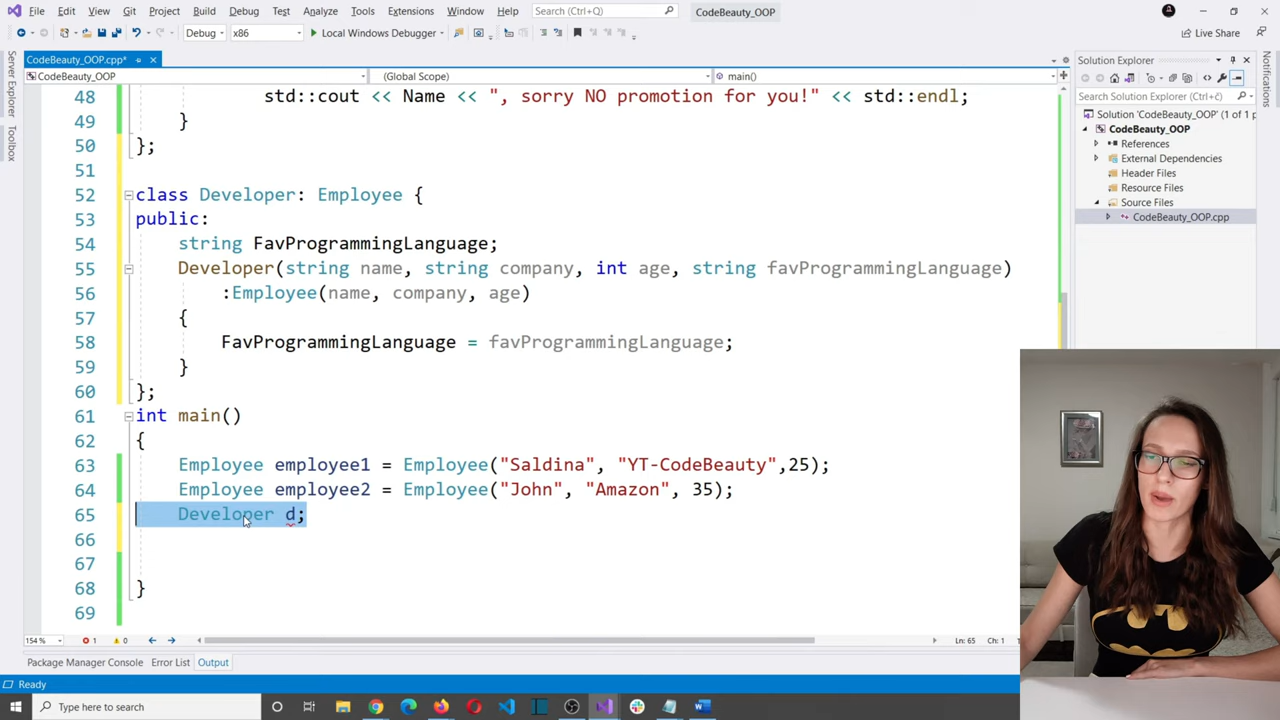 File Edit View Git Project Build Debug Test Analyze Tools Extensions Window Help Search (Ctrl+Q) CodeBeauty_OOP
Debug x86 Local Windows Debugger Live Share
CodeBeauty_OOP.cpp* Solution Explorer
CodeBeauty_OOP (Global Scope) main()
Server Explorer
Toolbox
Notifications
Search Solution Explorer (Ctrl+č)
Solution 'CodeBeauty_OOP' (1 of 1 p
CodeBeauty_OOP
References
External Dependencies
Header Files
Resource Files
Source Files
CodeBeauty_OOP.cpp
48 std::cout << Name << ", sorry NO promotion for you!" << std::endl;
49 }
50 };
51
52 class Developer: Employee {
53 public:
54 string FavProgrammingLanguage;
55 Developer(string name, string company, int age, string favProgrammingLanguage)
56 :Employee(name, company, age)
57 {
58 FavProgrammingLanguage = favProgrammingLanguage;
59 }
60 };
61 int main()
62 {
63 Employee employee1 = Employee("Saldina", "YT-CodeBeauty",25);
64 Employee employee2 = Employee("John", "Amazon", 35);
65 Developer d;
66
67
68 }
69
154 % 1 0 Ln: 65 Ch: 1
Package Manager Console Error List Output
Ready
Type here to search